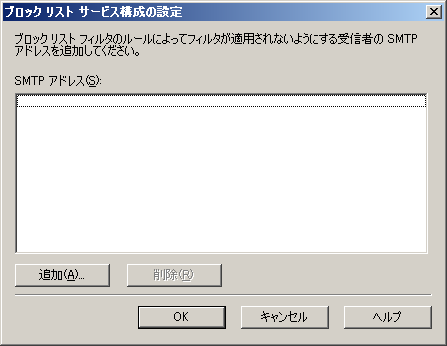 ブロック リスト サービス構成の設定
ブロック リスト フィルタのルールによってフィルタが適用されないようにする受信者の SMTP
アドレスを追加してください。
SMTP アドレス(S):
追加(A)...
削除(R)
OK
キャンセル
ヘルプ